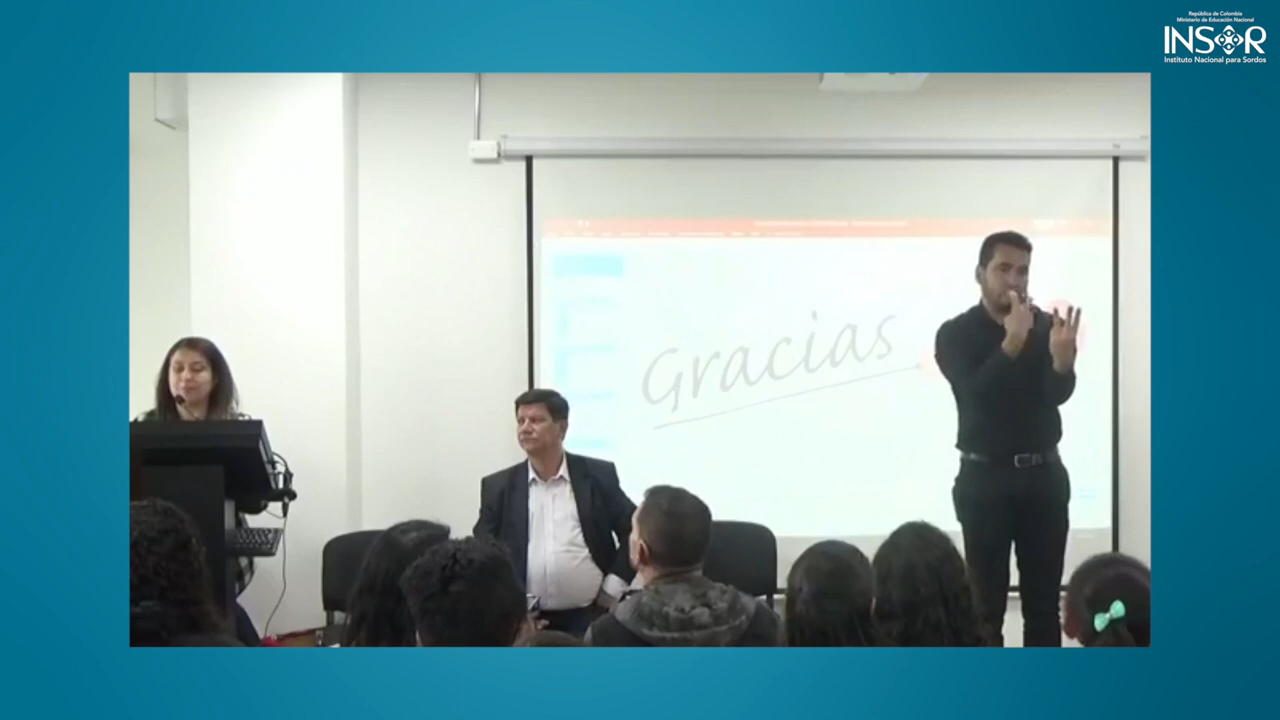 República de Colombia
Ministerio de Educación Nacional
INSOR
Instituto Nacional para Sordos
Gracias